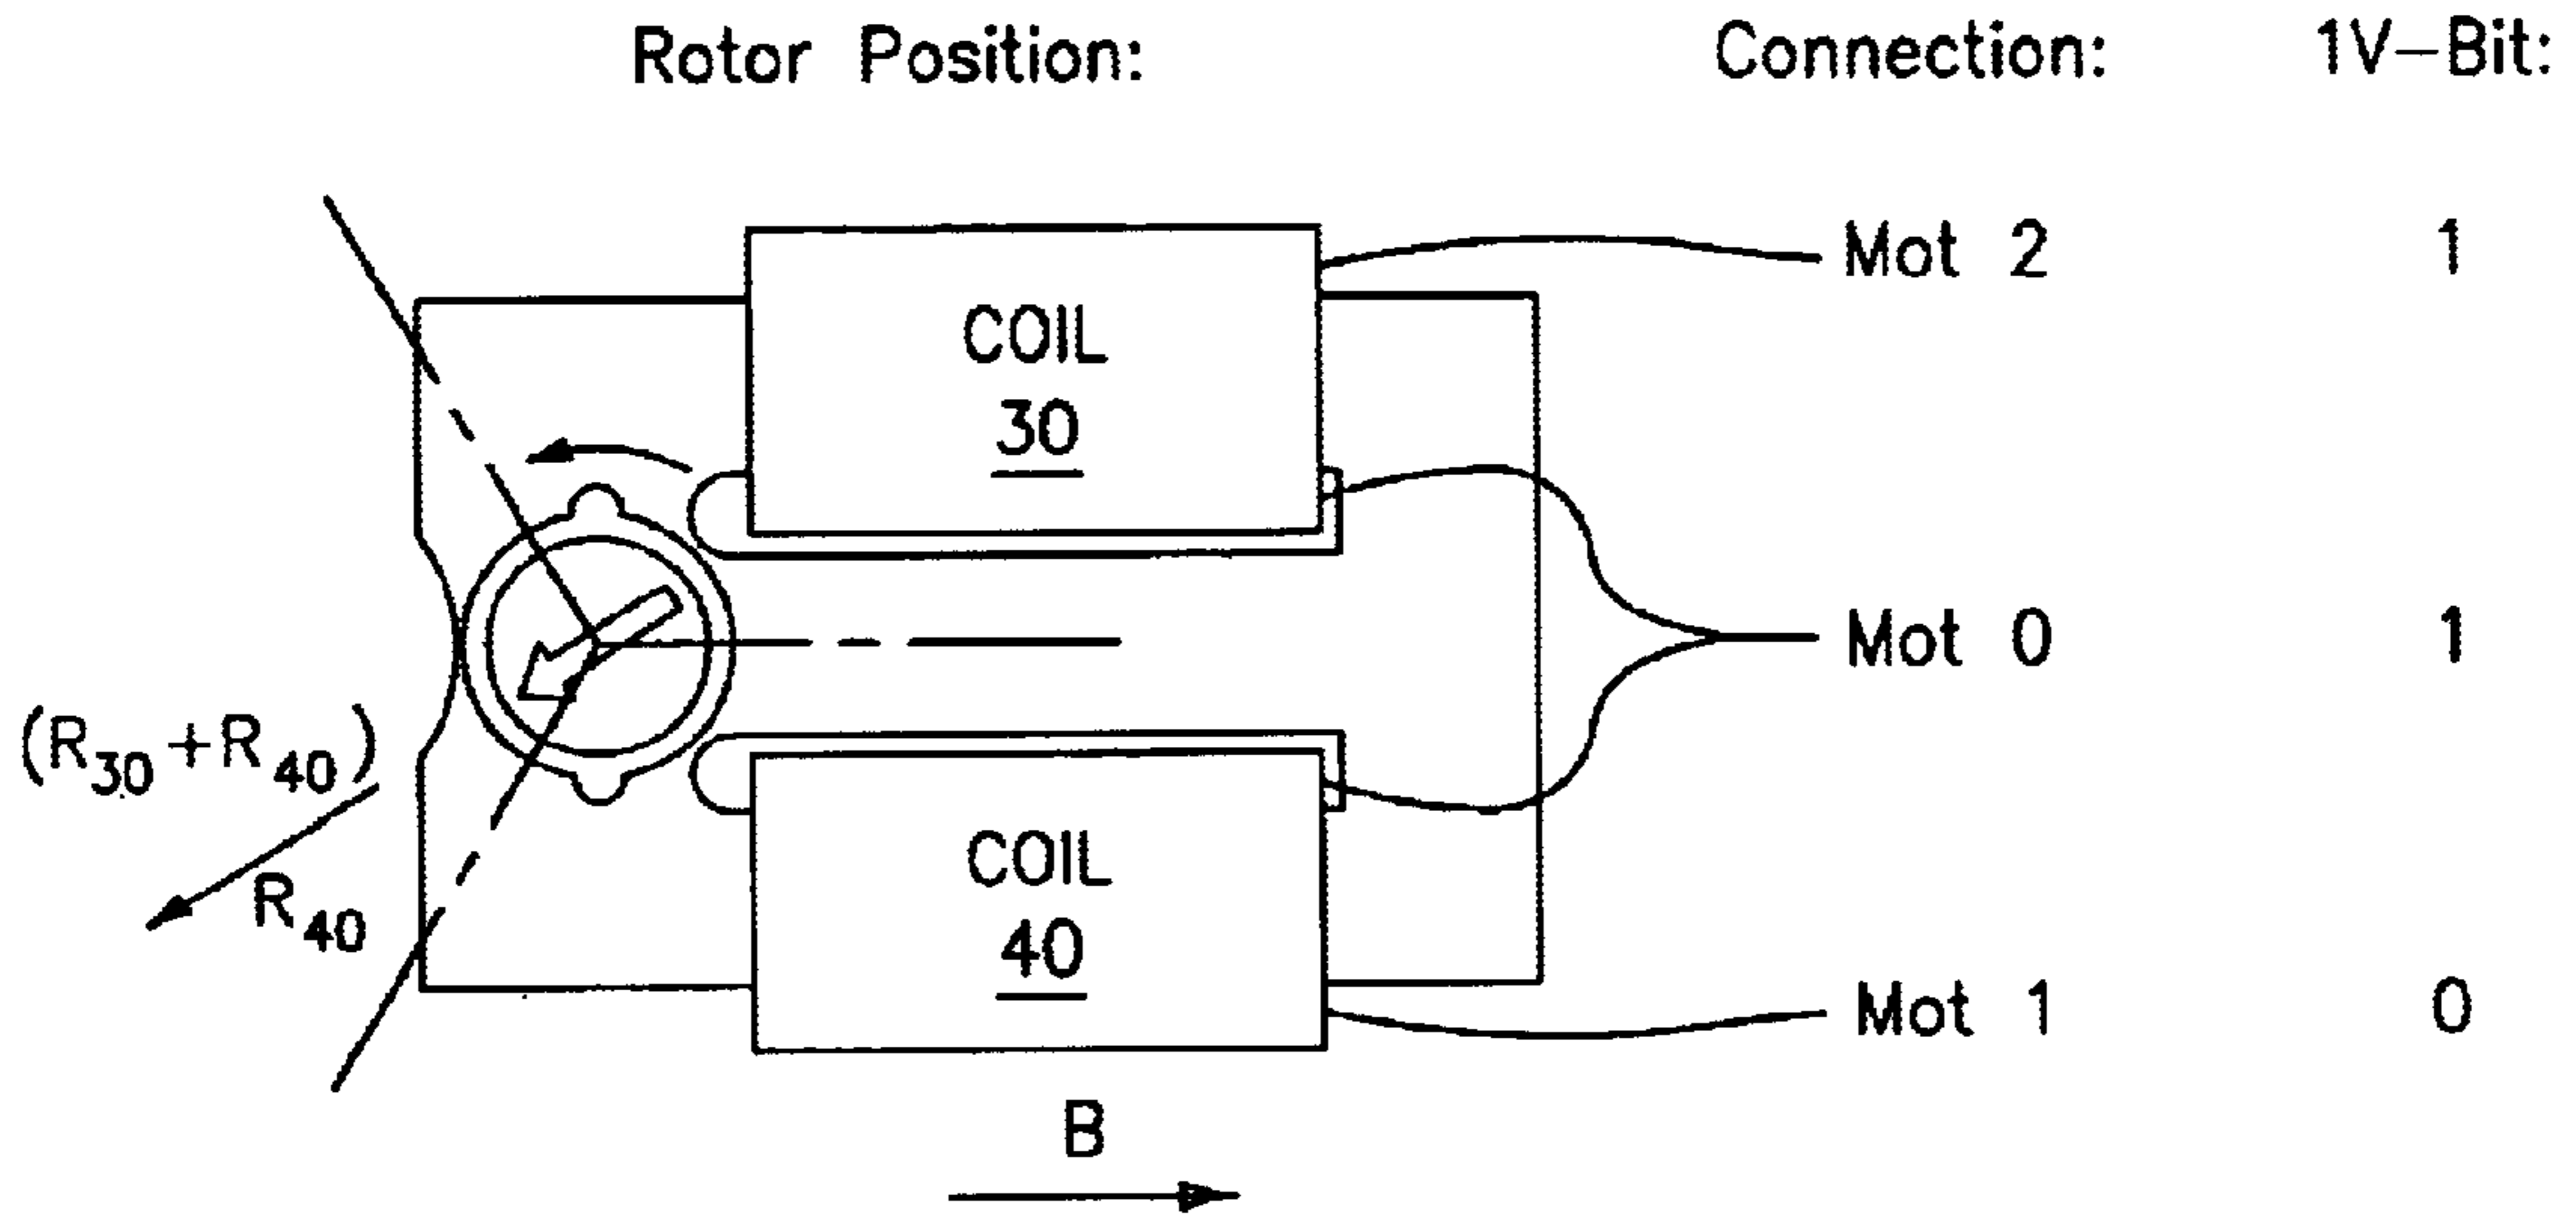 Rotor Position: Connection: 1V-Bit:
COIL
30
Mot 2 1
Mot 0 1
(R30+R40)
R40
COIL
40
Mot 1 0
B